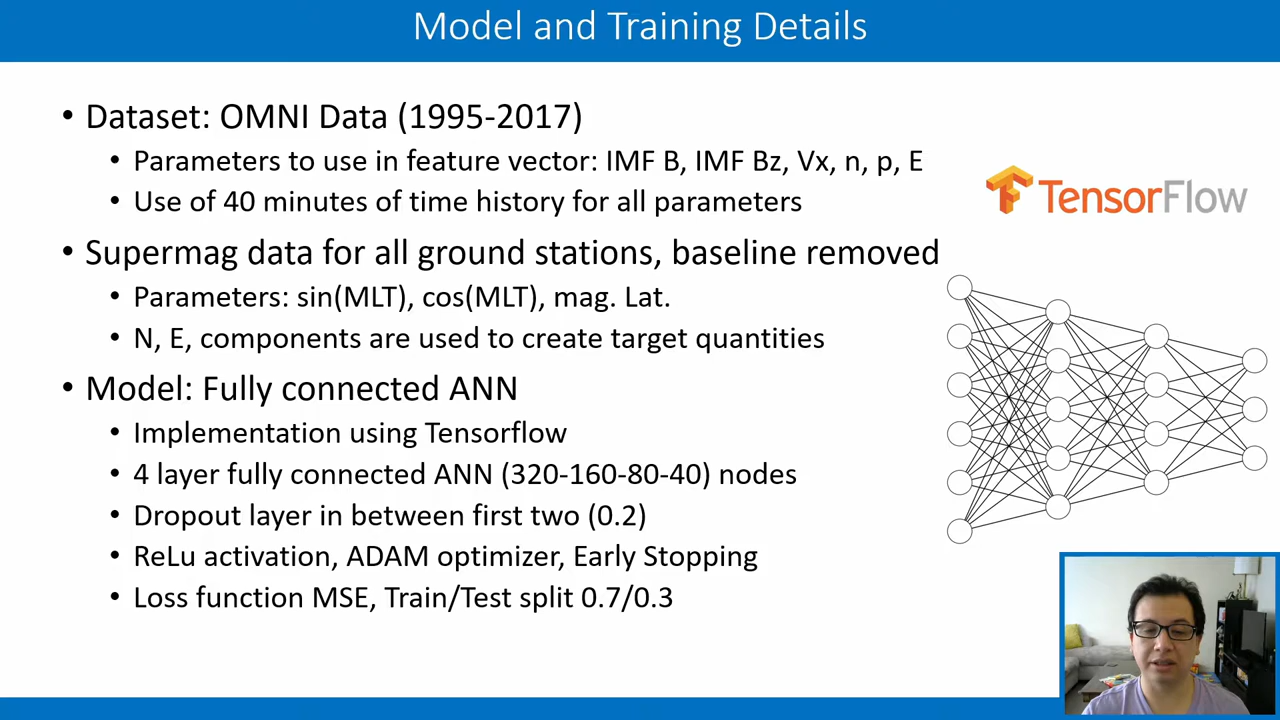 Model and Training Details
• Dataset: OMNI Data (1995-2017)
• Parameters to use in feature vector: IMF B, IMF Bz, Vx, n, p, E
• Use of 40 minutes of time history for all parameters
TensorFlow
• Supermag data for all ground stations, baseline removed
• Parameters: sin(MLT), cos(MLT), mag. Lat.
• N, E, components are used to create target quantities
• Model: Fully connected ANN
• Implementation using Tensorflow
• 4 layer fully connected ANN (320-160-80-40) nodes
• Dropout layer in between first two (0.2)
• ReLu activation, ADAM optimizer, Early Stopping
• Loss function MSE, Train/Test split 0.7/0.3